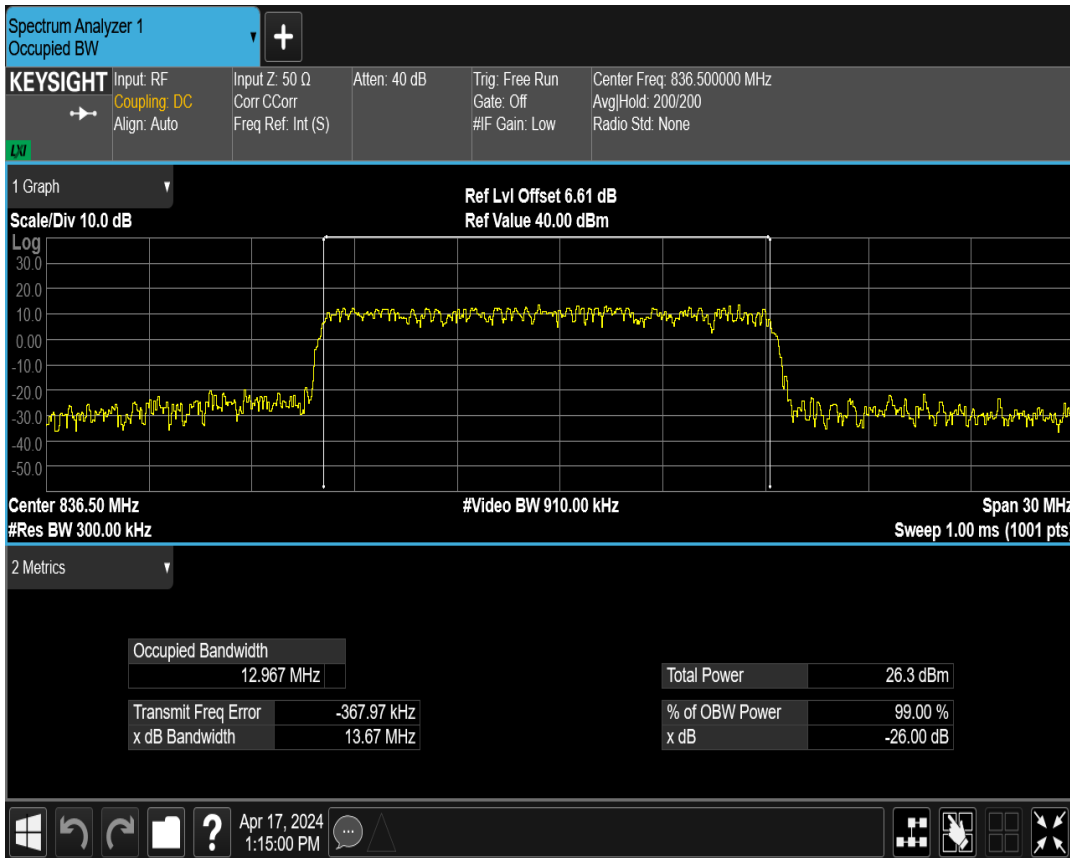 Spectrum Analyzer 1
Occupied BW
+
KEYSIGHT
LXI
Input: RF
Coupling: DC
Align: Auto
Input Z: 50 Ω
Corr CCorr
Freq Ref: Int (S)
Atten: 40 dB
Trig: Free Run
Gate: Off
#IF Gain: Low
Center Freq: 836.500000 MHz
Avg|Hold: 200/200
Radio Std: None
1 Graph
Scale/Div 10.0 dB
Ref Lvl Offset 6.61 dB
Ref Value 40.00 dBm
Log
30.0
20.0
10.0
0.00
-10.0
-20.0
-30.0
-40.0
-50.0
Center 836.50 MHz
#Video BW 910.00 kHz
Span 30 MHz
#Res BW 300.00 kHz
Sweep 1.00 ms (1001 pts)
2 Metrics
Occupied Bandwidth
12.967 MHz
Total Power 26.3 dBm
Transmit Freq Error -367.97 kHz
% of OBW Power 99.00 %
x dB Bandwidth 13.67 MHz
x dB -26.00 dB
?
Apr 17, 2024
1:15:00 PM